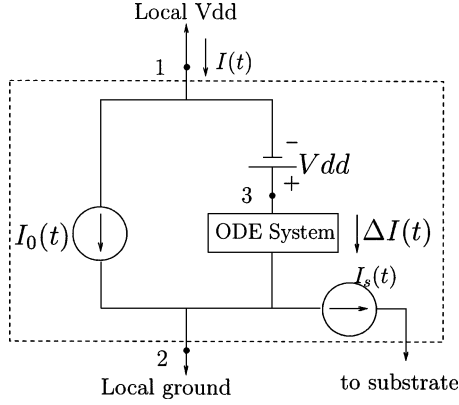 Local Vdd
1
I(t)
−
Vdd
+
3
I₀(t)
ODE System
ΔI(t)
Iₛ(t)
2
Local ground
to substrate